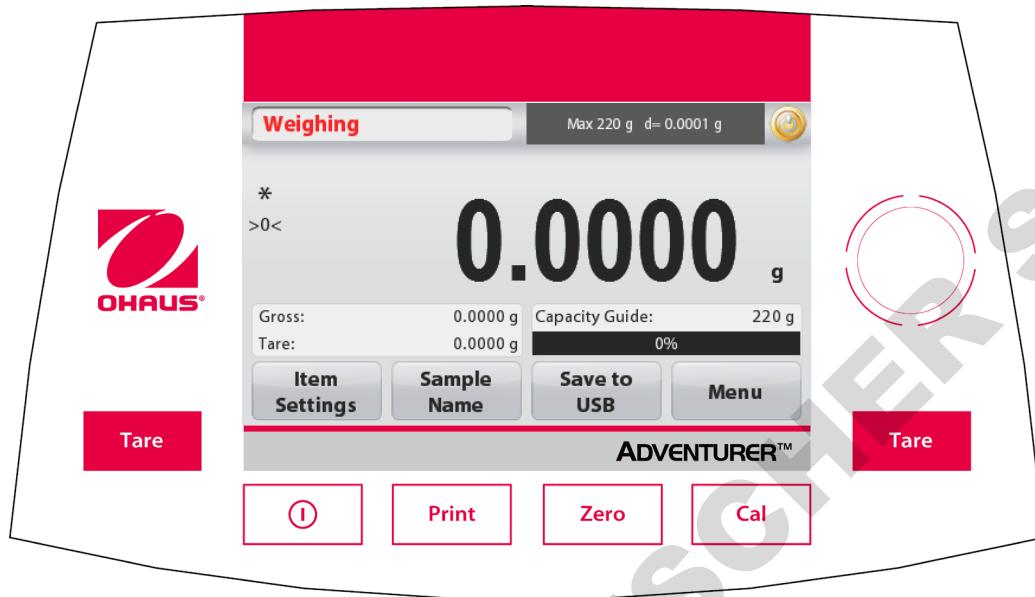 Weighing
Max 220 g d= 0.0001 g
*
>0<
0.0000 g
OHAUS®
Gross: 0.0000 g
Capacity Guide: 220 g
Tare: 0.0000 g
0%
Item Settings
Sample Name
Save to USB
Menu
Tare
ADVENTURER™
Tare
Print
Zero
Cal
SCHER S